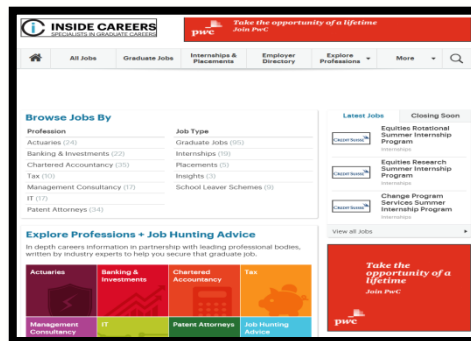 INSIDE CAREERS
SPECIALISTS IN GRADUATE CAREERS
pwc
Take the opportunity of a lifetime
Join PwC
All Jobs
Graduate Jobs
Internships & Placements
Employer Directory
Explore Professions
More
Browse Jobs By
Profession
Actuaries (24)
Banking & Investments (22)
Chartered Accountancy (35)
Tax (10)
Management Consultancy (17)
IT (17)
Patent Attorneys (34)
Job Type
Graduate Jobs (95)
Internships (19)
Placements (5)
Insights (3)
School Leaver Schemes (9)
Latest Jobs
Closing Soon
CREDIT SUISSE
Equities Rotational
Summer Internship
Program
Internships
CREDIT SUISSE
Equities Research
Summer Internship
Program
Internships
CREDIT SUISSE
Change Program
Services Summer
Internship Program
Internships
View all jobs
Explore Professions + Job Hunting Advice
In depth careers information in partnership with leading professional bodies,
written by industry experts to help you secure that graduate job.
Actuaries
Banking &
Investments
Chartered
Accountancy
Tax
Management
Consultancy
IT
Patent Attorneys
Job Hunting
Advice
Take the
opportunity of a
lifetime
Join PwC
pwc